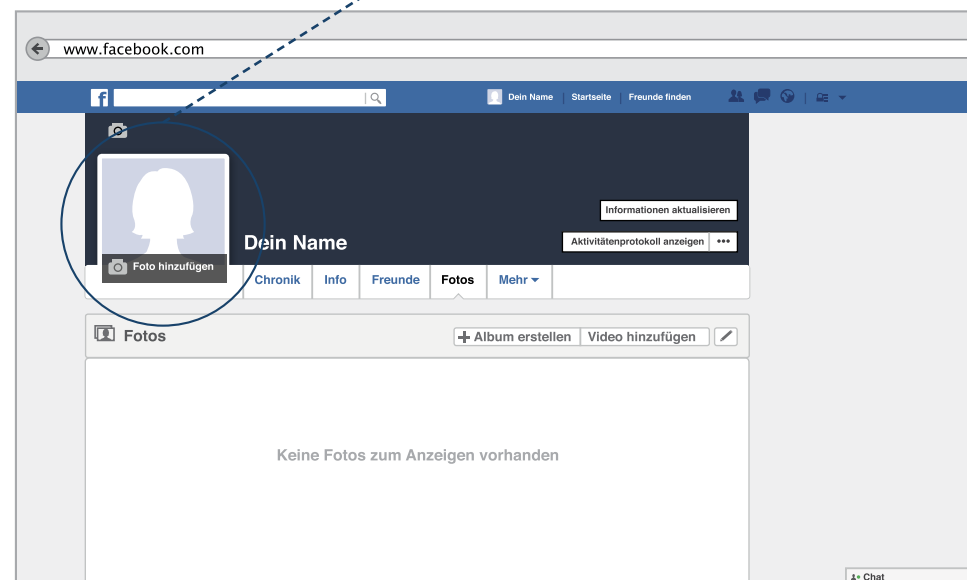 www.facebook.com
f
Dein Name Startseite Freunde finden
Informationen aktualisieren
Dein Name
Aktivitätenprotokoll anzeigen •••
Foto hinzufügen
Chronik Info Freunde Fotos Mehr
Fotos
Album erstellen Video hinzufügen
Keine Fotos zum Anzeigen vorhanden
Chat